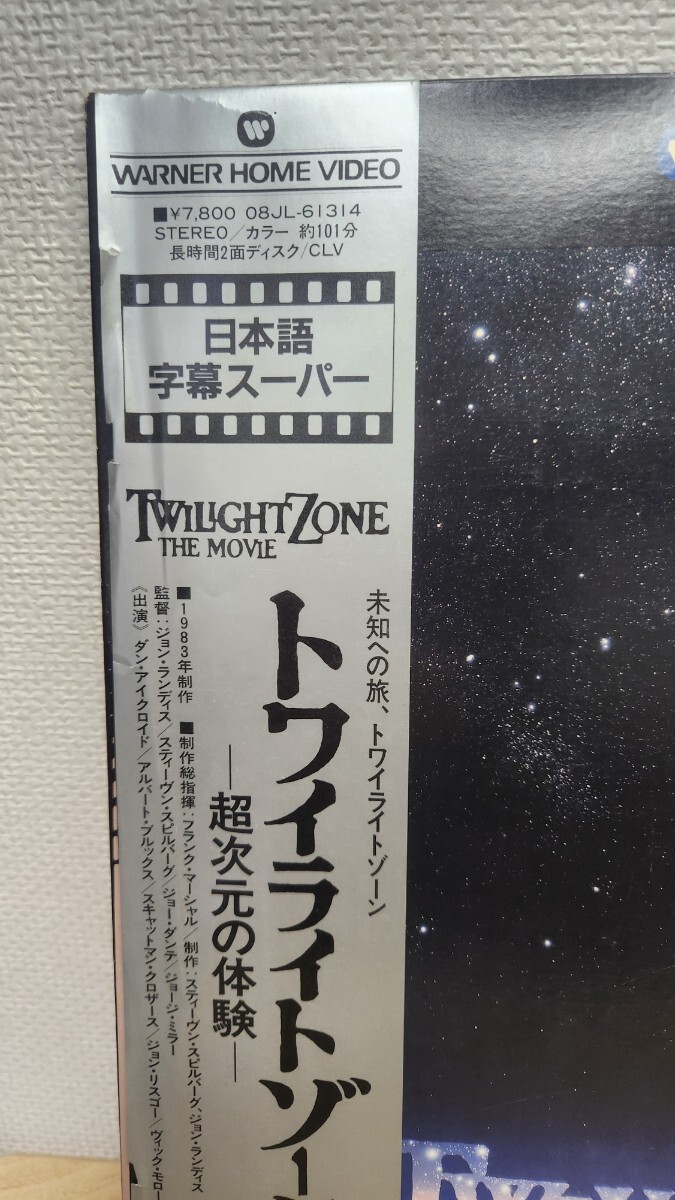 WARNER HOME VIDEO
■¥7,800 08JL-61314
STEREO/カラー 約101分
長時間2面ディスク/CLV
日本語
字幕スーパー
TWILIGHT ZONE
THE MOVIE
未知への旅、トワイライトゾーン
トワイライトゾーン
―超次元の体験―
■1983年制作 ■制作総指揮:フランク・マーシャル/制作:スティーヴン・スピルバーグ、ジョン・ランディス
監督:ジョン・ランディス/スティーヴン・スピルバーグ/ジョー・ダンテ/ジョージ・ミラー
《出演》ダン・アイクロイド/アルバート・ブルックス/スキャットマン・クロザース/ジョン・リスゴー/ヴィック・モロー